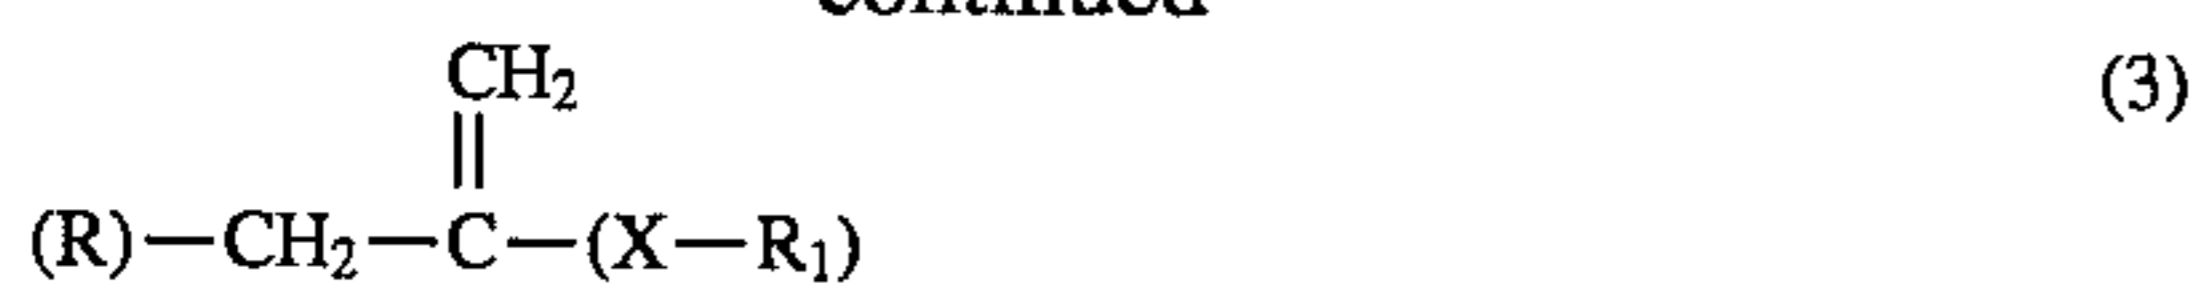 continued
CH₂ (3)
||
(R)—CH₂—C—(X—R₁)